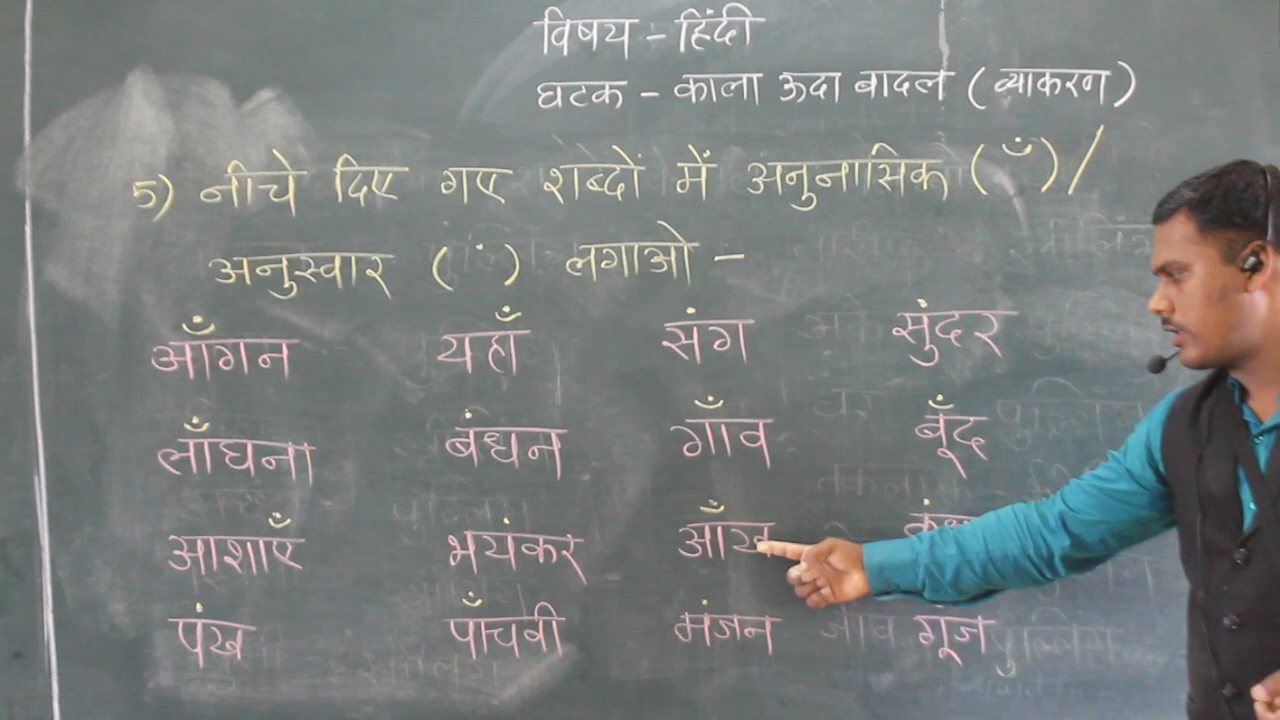 विषय - हिंदी
घटक - काला ऊदा बादल (व्याकरण)
5) नीचे दिए गए शब्दों में अनुनासिक ( ँ ) /
अनुस्वार ( ं ) लगाओ -
आँगन यहाँ संग सुंदर
लाँघना बंधन गाँव बूँद
आशाएँ भयंकर आँख
पंख पाँचवी मंजन गूज